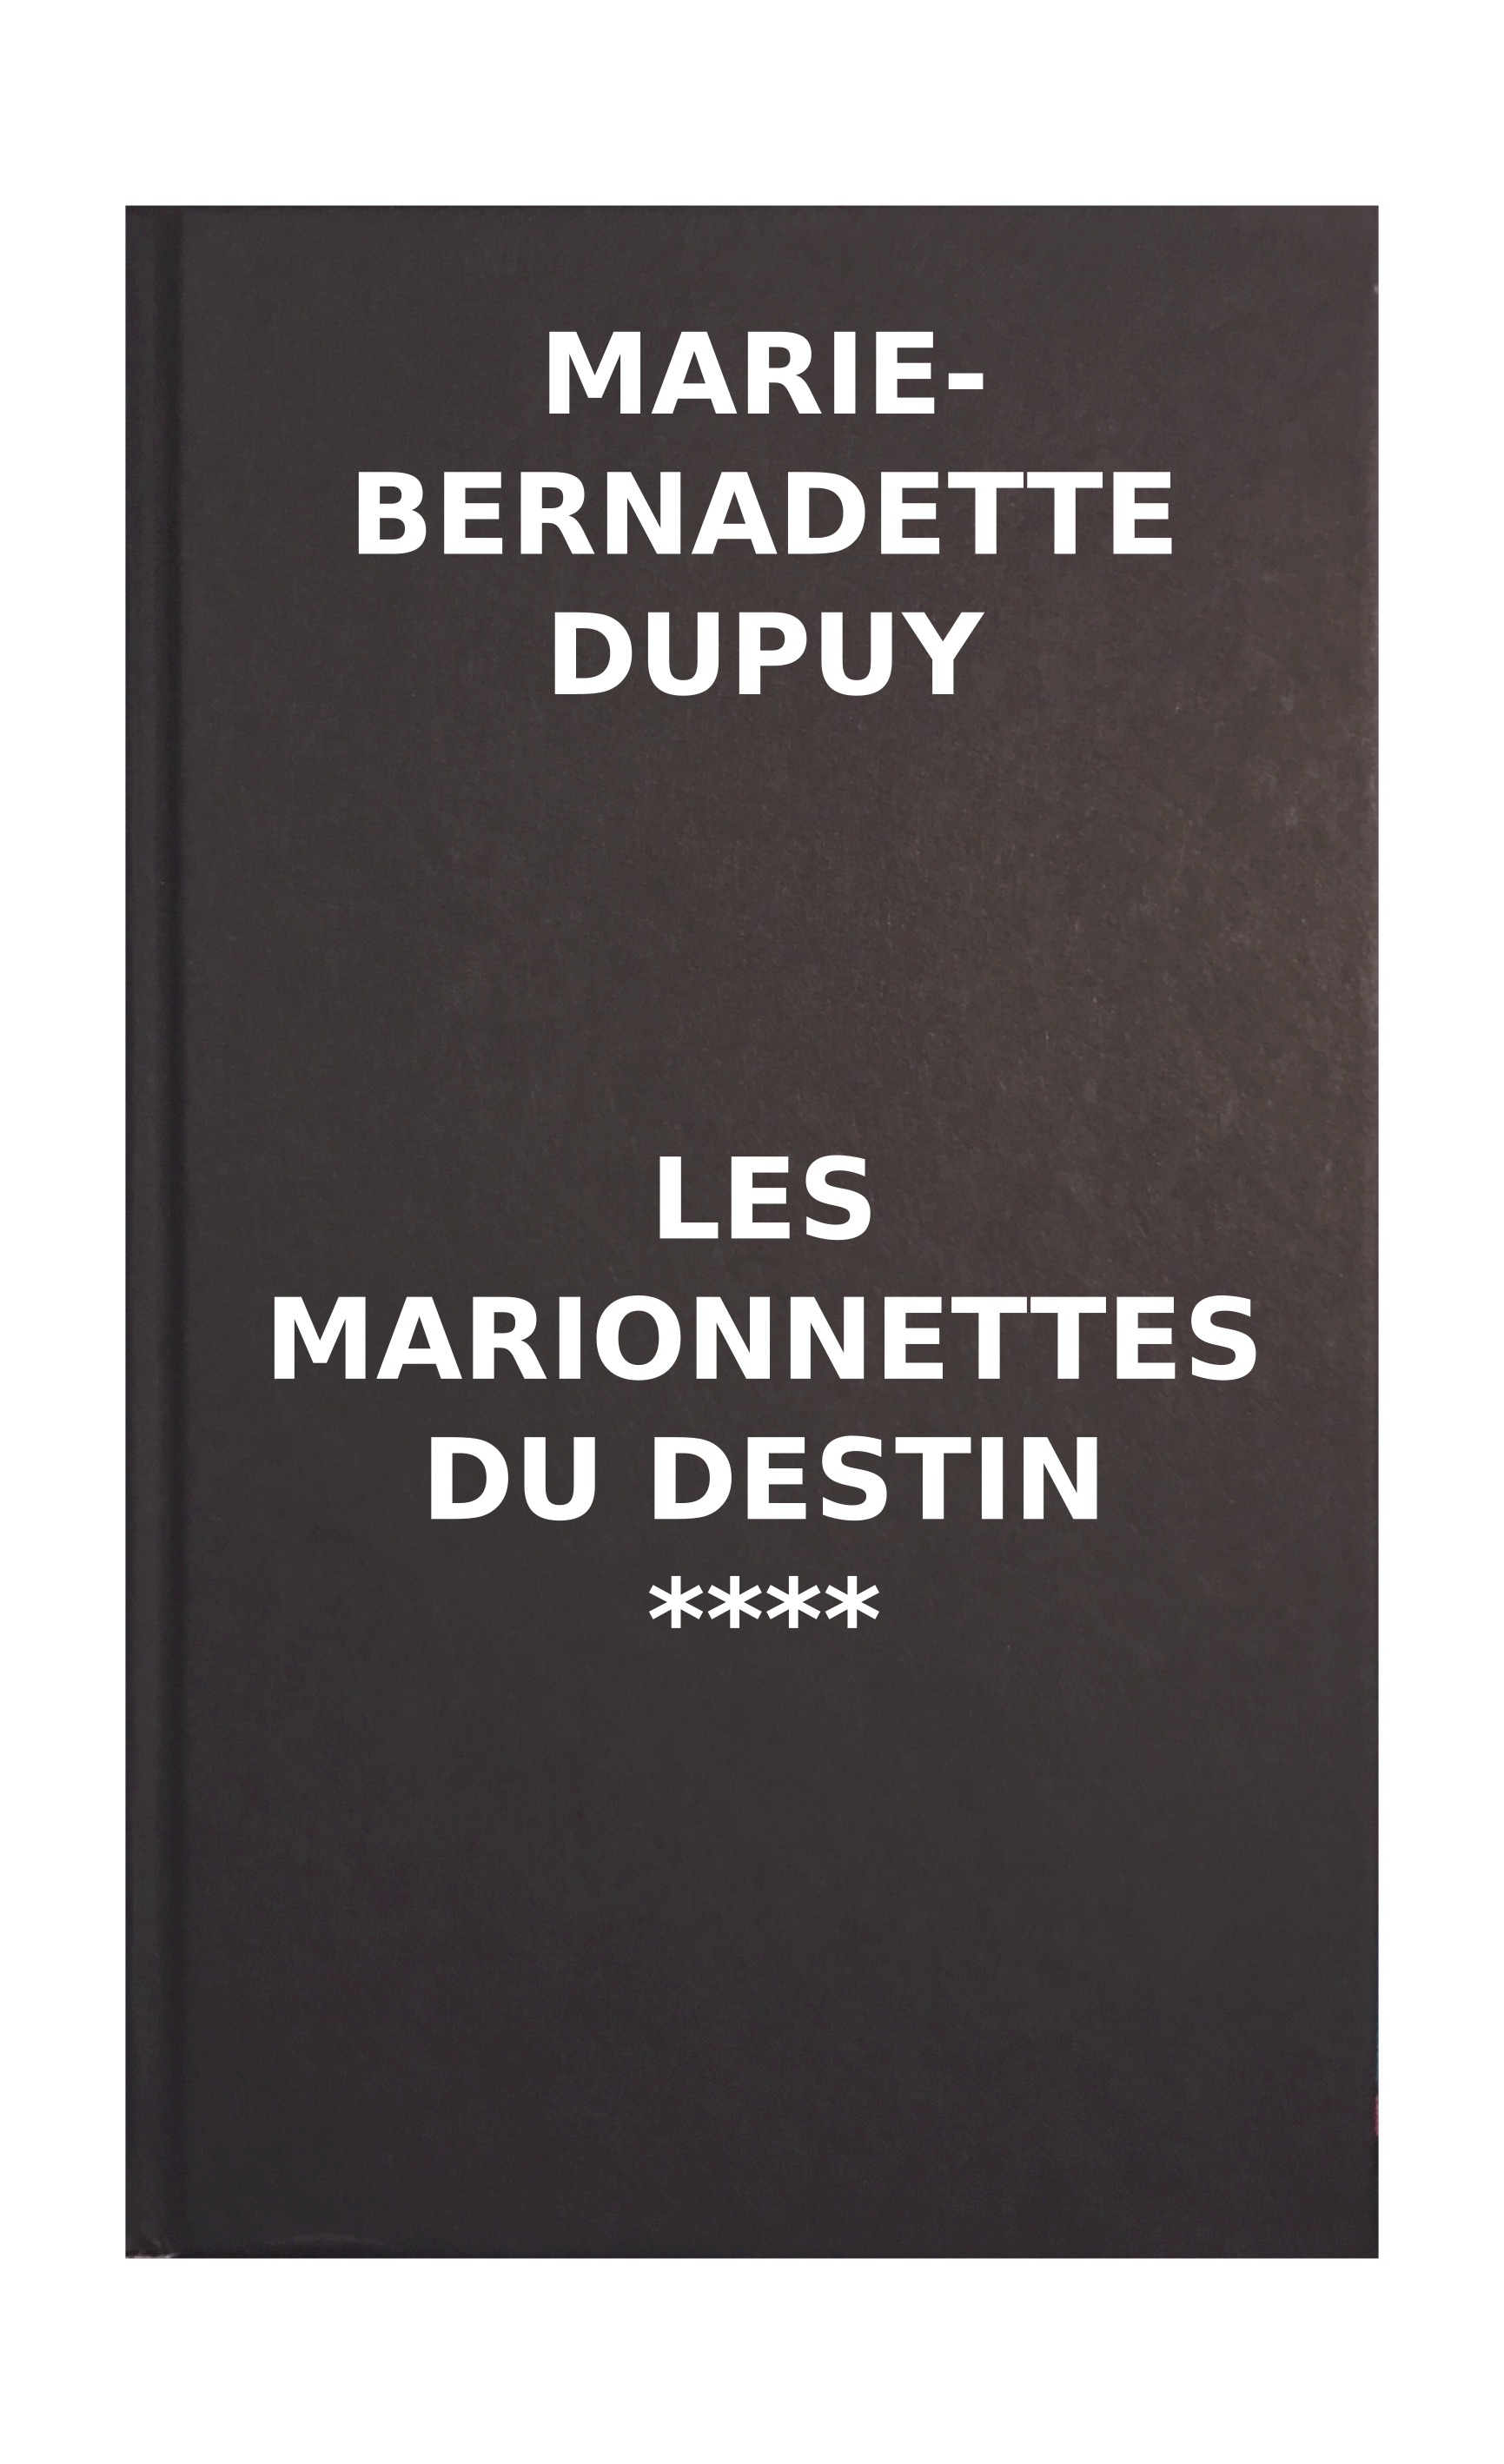 MARIE-
BERNADETTE
DUPUY
LES
MARIONNETTES
DU DESTIN
****